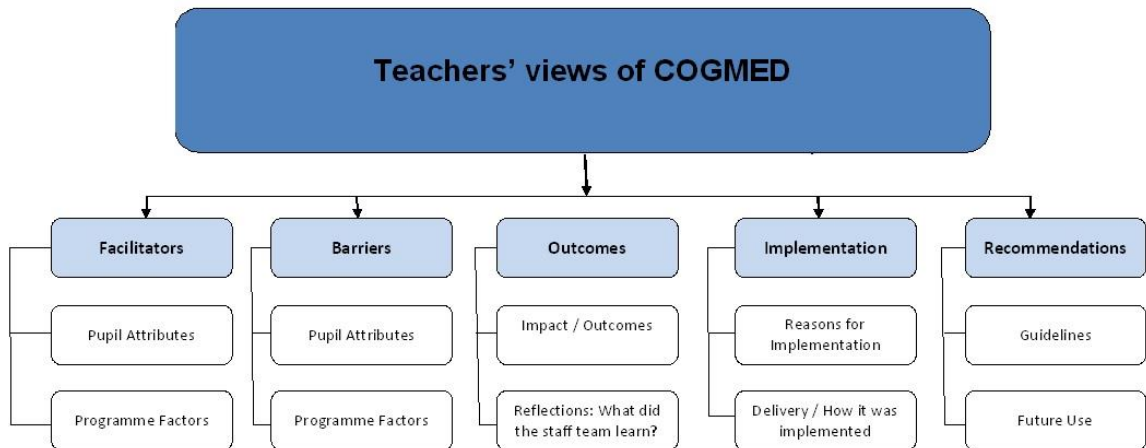 Teachers’ views of COGMED
Facilitators
Barriers
Outcomes
Implementation
Recommendations
Pupil Attributes
Pupil Attributes
Impact / Outcomes
Reasons for
Implementation
Guidelines
Programme Factors
Programme Factors
Reflections: What did
the staff team learn?
Delivery / How it was
implemented
Future Use